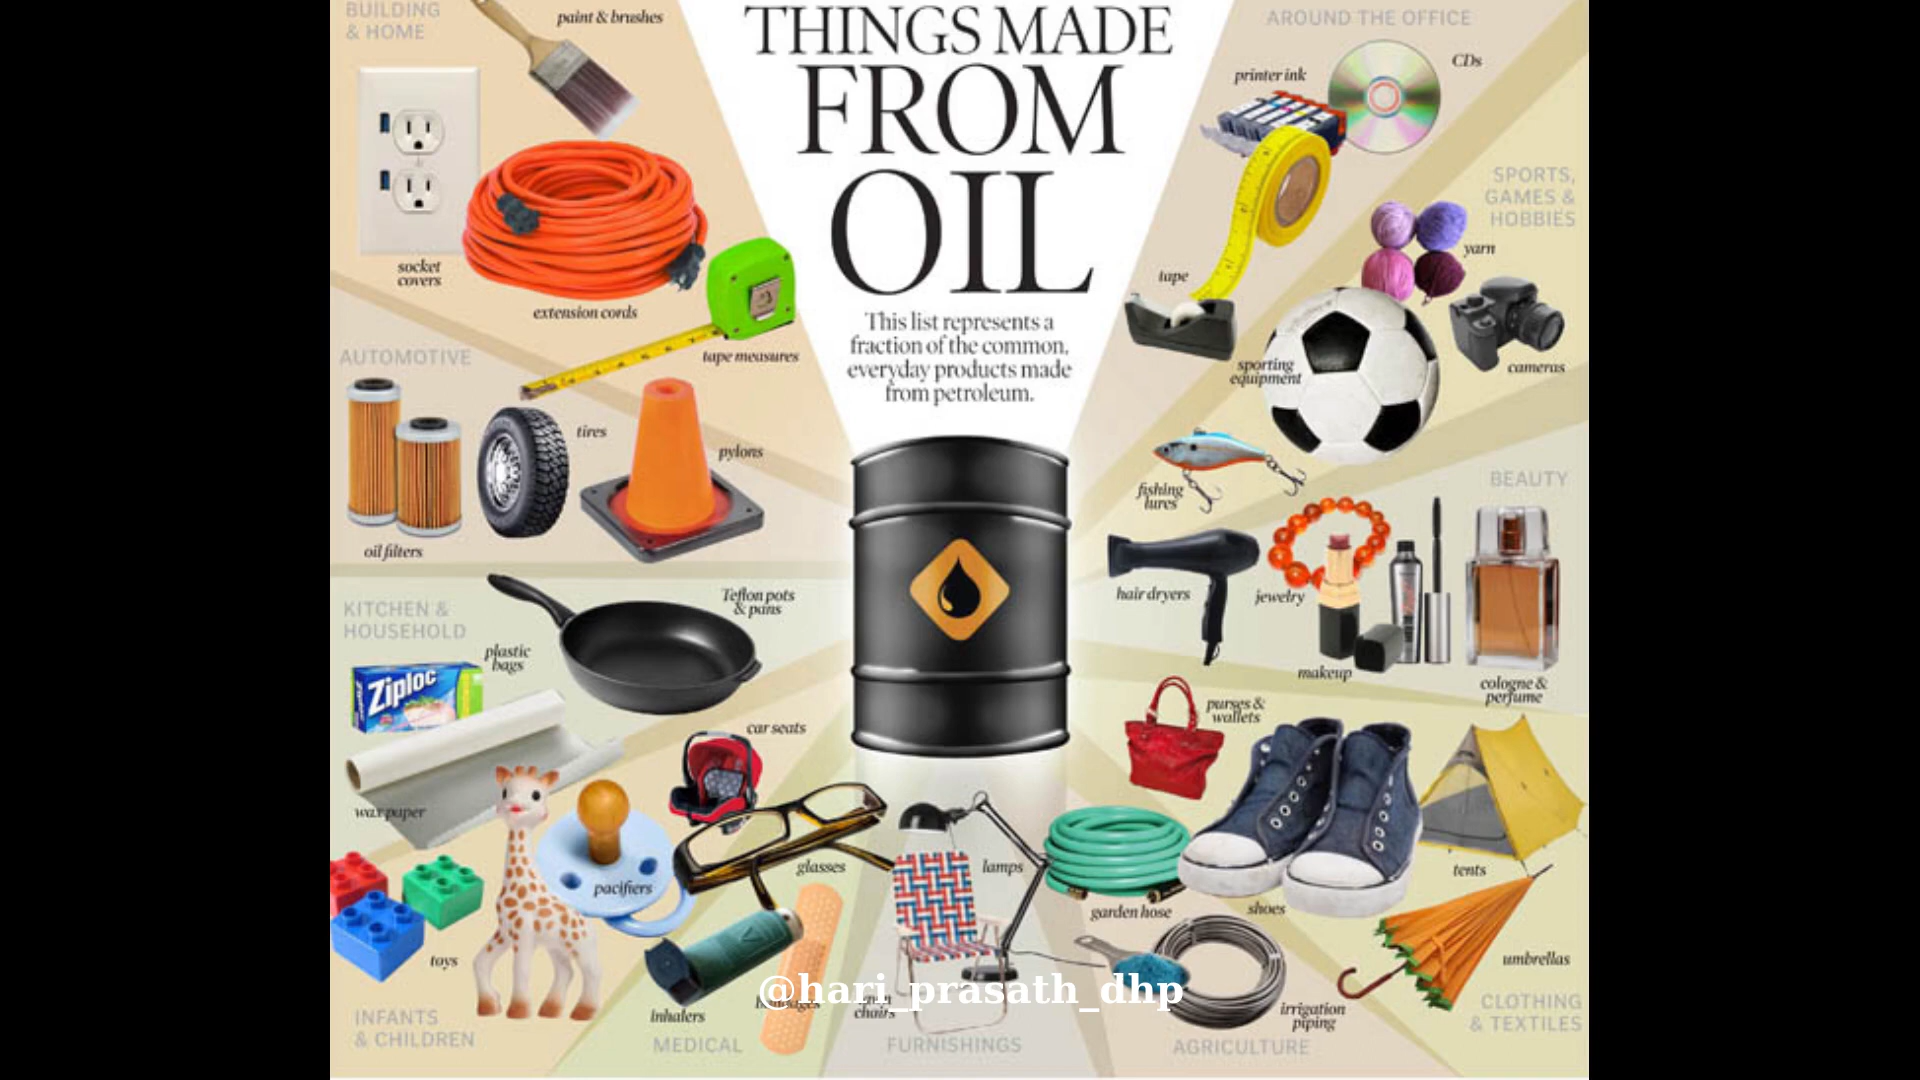 BUILDING
& HOME
paint & brushes
socket
covers
extension cords
tape measures
THINGS MADE
FROM
OIL
This list represents a
fraction of the common,
everyday products made
from petroleum.
AROUND THE OFFICE
printer ink
CDs
tape
SPORTS,
GAMES &
HOBBIES
yarn
cameras
sporting
equipment
fishing
lures
AUTOMOTIVE
oil filters
tires
pylons
BEAUTY
hair dryers
jewelry
makeup
cologne &
perfume
KITCHEN &
HOUSEHOLD
Teflon pots
& pans
plastic
bags
Ziploc
wax paper
car seats
pacifiers
toys
INFANTS
& CHILDREN
glasses
inhalers
MEDICAL
lamps
chairs
FURNISHINGS
garden hose
irrigation
piping
AGRICULTURE
purses &
wallets
shoes
tents
umbrellas
CLOTHING
& TEXTILES
@hari_prasath_dhp